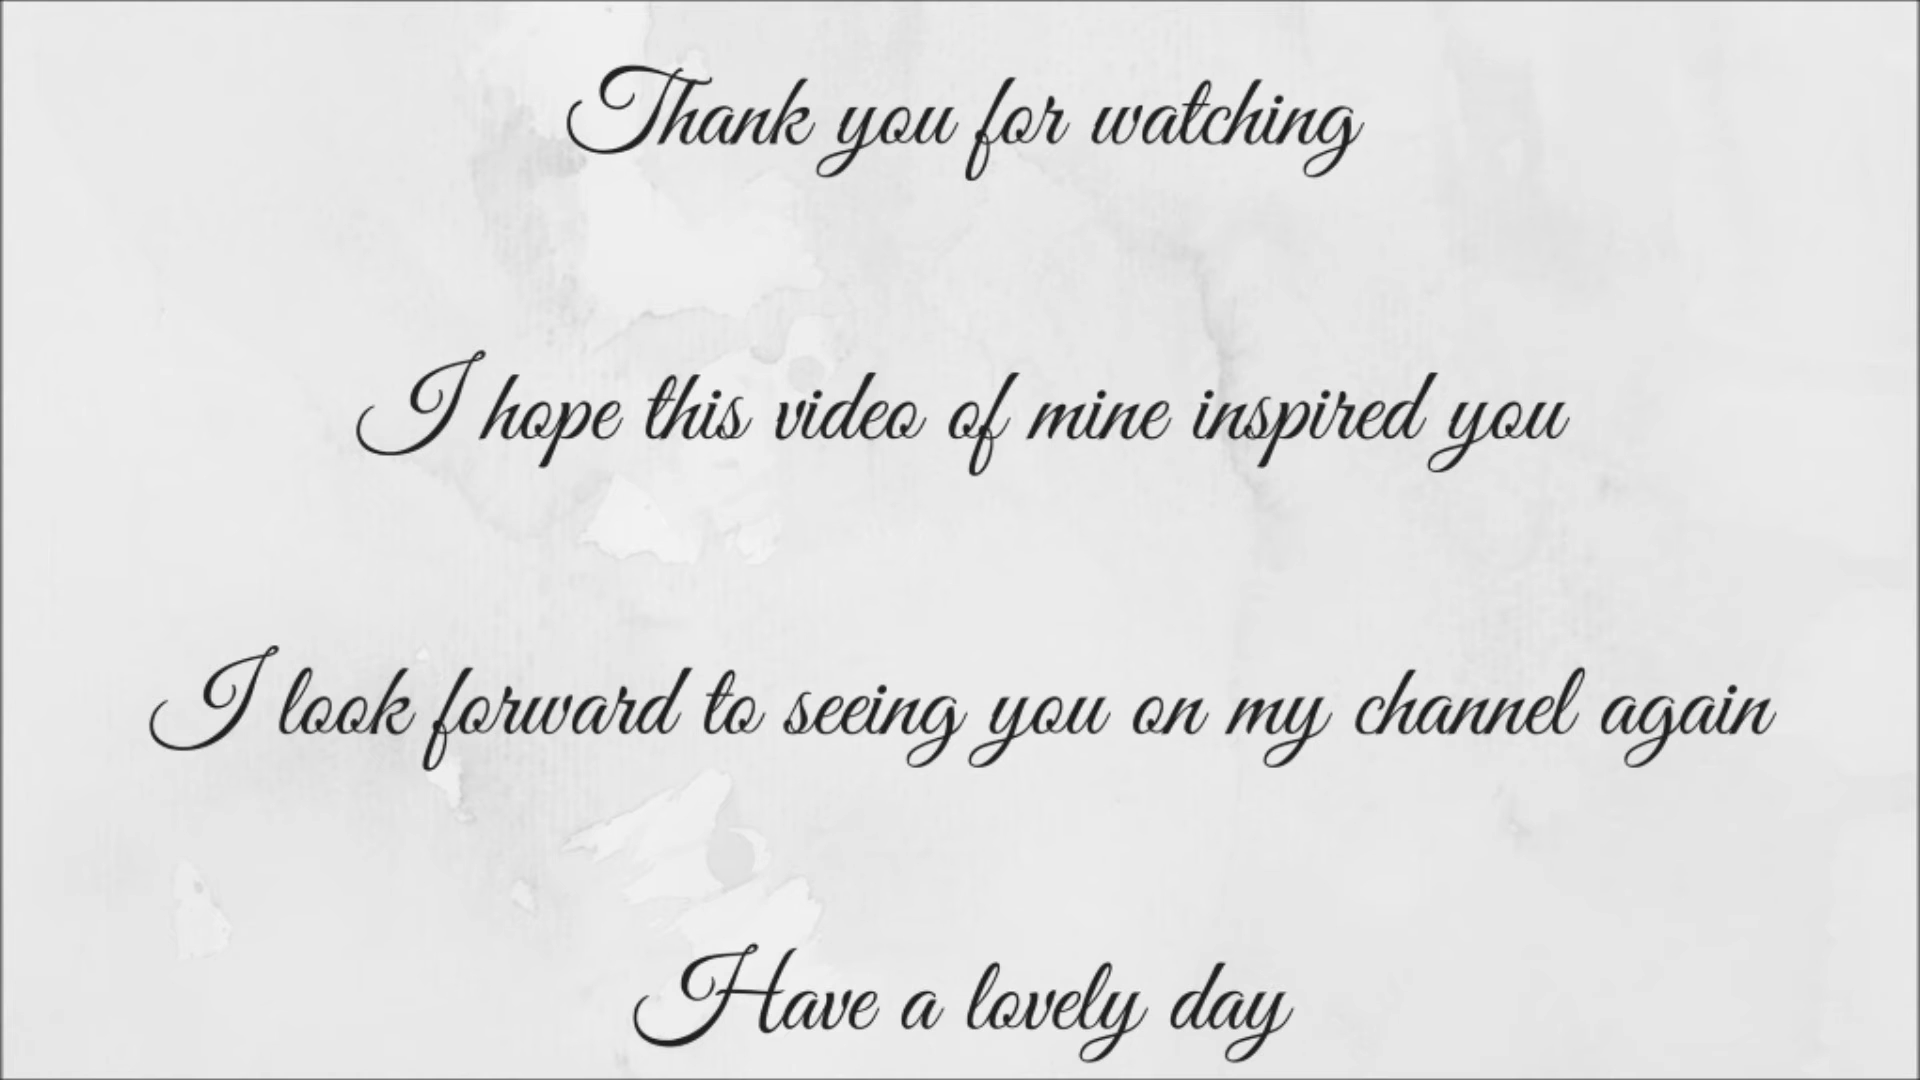 Thank you for watching
I hope this video of mine inspired you
I look forward to seeing you on my channel again
Have a lovely day